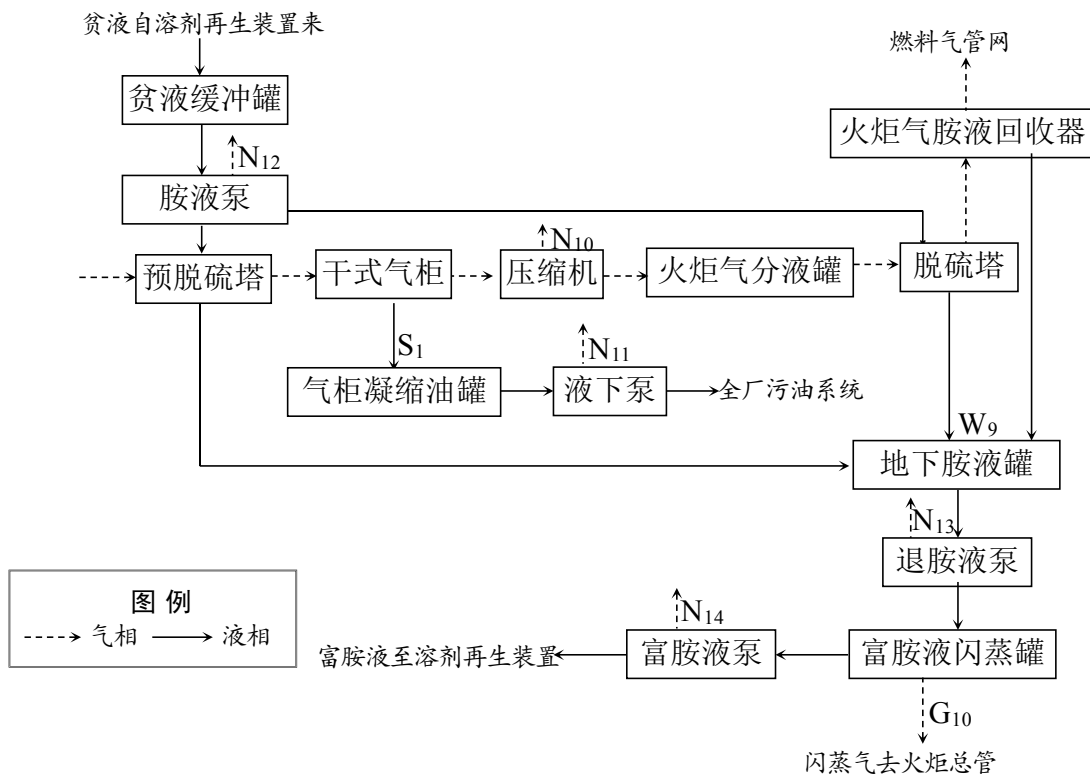 贫液自溶剂再生装置来
燃料气管网
贫液缓冲罐
火炬气胺液回收器
N12
胺液泵
N10
预脱硫塔
干式气柜
压缩机
火炬气分液罐
脱硫塔
S1
N11
气柜凝缩油罐
液下泵
全厂污油系统
W9
地下胺液罐
N13
退胺液泵
图 例
气相
液相
N14
富胺液至溶剂再生装置
富胺液泵
富胺液闪蒸罐
G10
闪蒸气去火炬总管